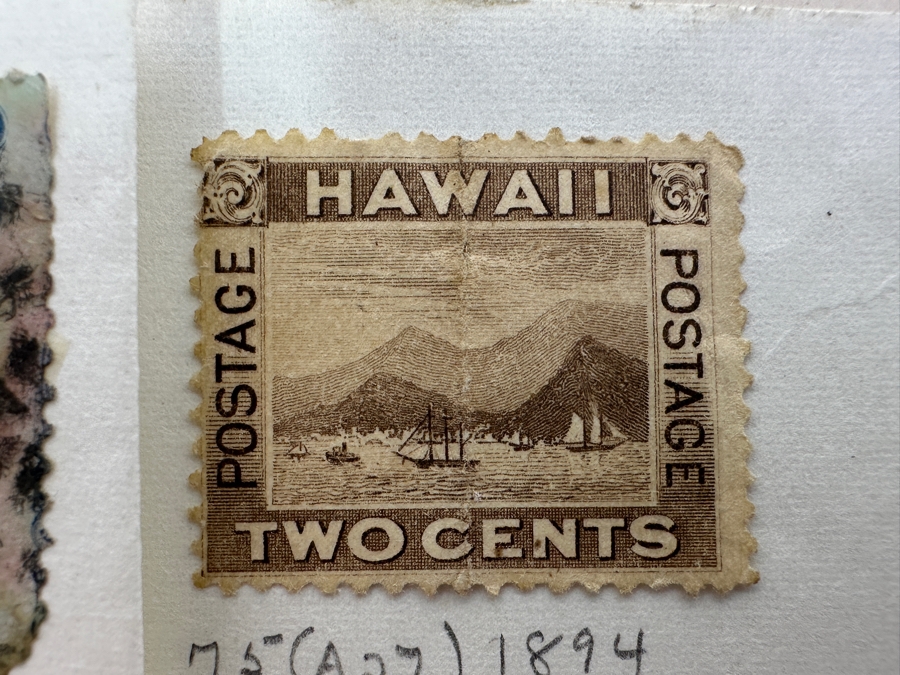 HAWAII
POSTAGE
POSTAGE
TWO CENTS
75(A27) 1894